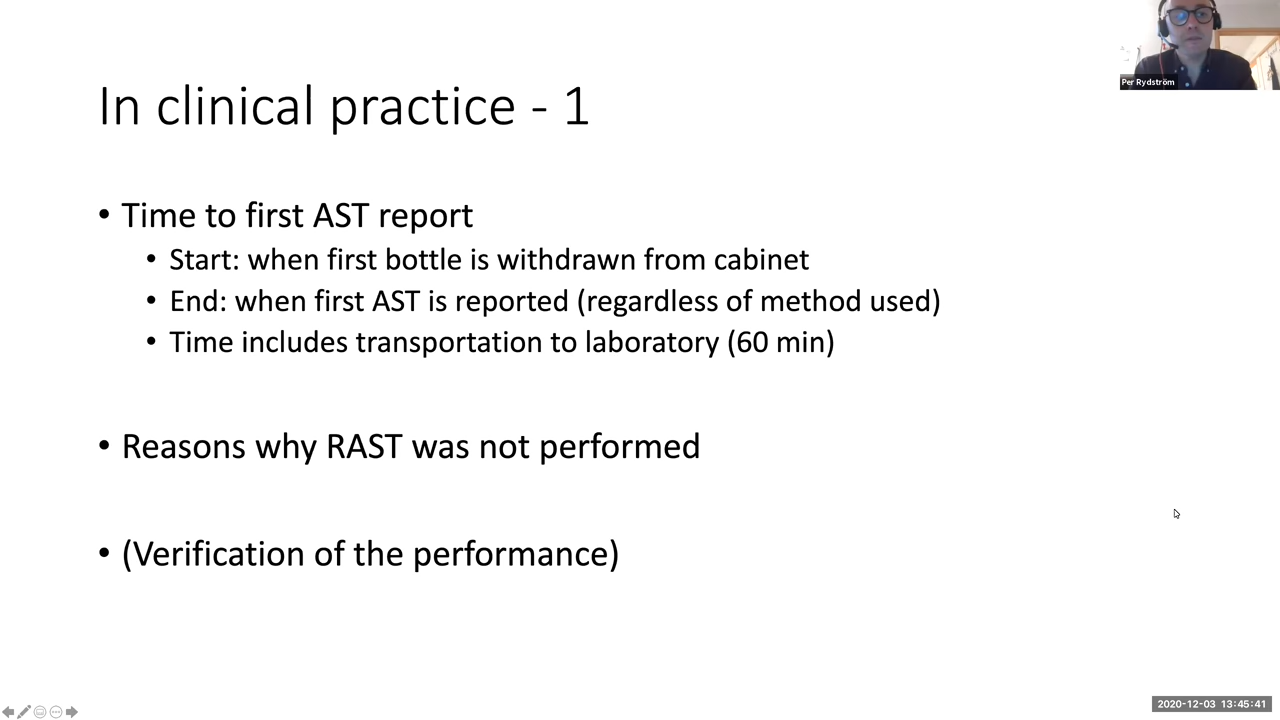 Per Rydström
In clinical practice - 1
• Time to first AST report
• Start: when first bottle is withdrawn from cabinet
• End: when first AST is reported (regardless of method used)
• Time includes transportation to laboratory (60 min)
• Reasons why RAST was not performed
• (Verification of the performance)
2020-12-03 13:45:41